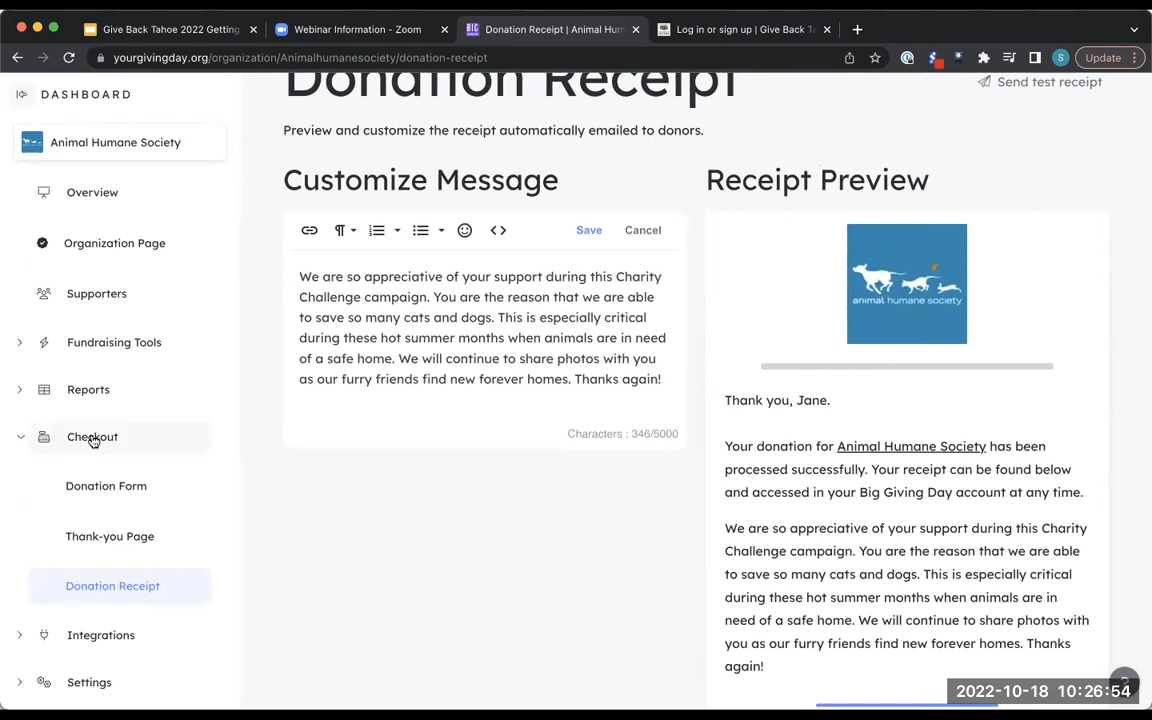 Give Back Tahoe 2022 Getting
Webinar Information - Zoom
Donation Receipt | Animal Hum
Log in or sign up | Give Back T
yourgivingday.org/organization/Animalhumanesociety/donation-receipt
S
Update
DASHBOARD
Animal Humane Society
Overview
Organization Page
Supporters
Fundraising Tools
Reports
Checkout
Donation Form
Thank-you Page
Donation Receipt
Integrations
Settings
Donation Receipt
Send test receipt
Preview and customize the receipt automatically emailed to donors.
Customize Message
Save
Cancel
We are so appreciative of your support during this Charity
Challenge campaign. You are the reason that we are able
to save so many cats and dogs. This is especially critical
during these hot summer months when animals are in need
of a safe home. We will continue to share photos with you
as our furry friends find new forever homes. Thanks again!
Characters : 346/5000
Receipt Preview
animal humane society
Thank you, Jane.
Your donation for Animal Humane Society has been
processed successfully. Your receipt can be found below
and accessed in your Big Giving Day account at any time.
We are so appreciative of your support during this Charity
Challenge campaign. You are the reason that we are able
to save so many cats and dogs. This is especially critical
during these hot summer months when animals are in
need of a safe home. We will continue to share photos with
you as our furry friends find new forever homes. Thanks
again!
2022-10-18 10:26:54